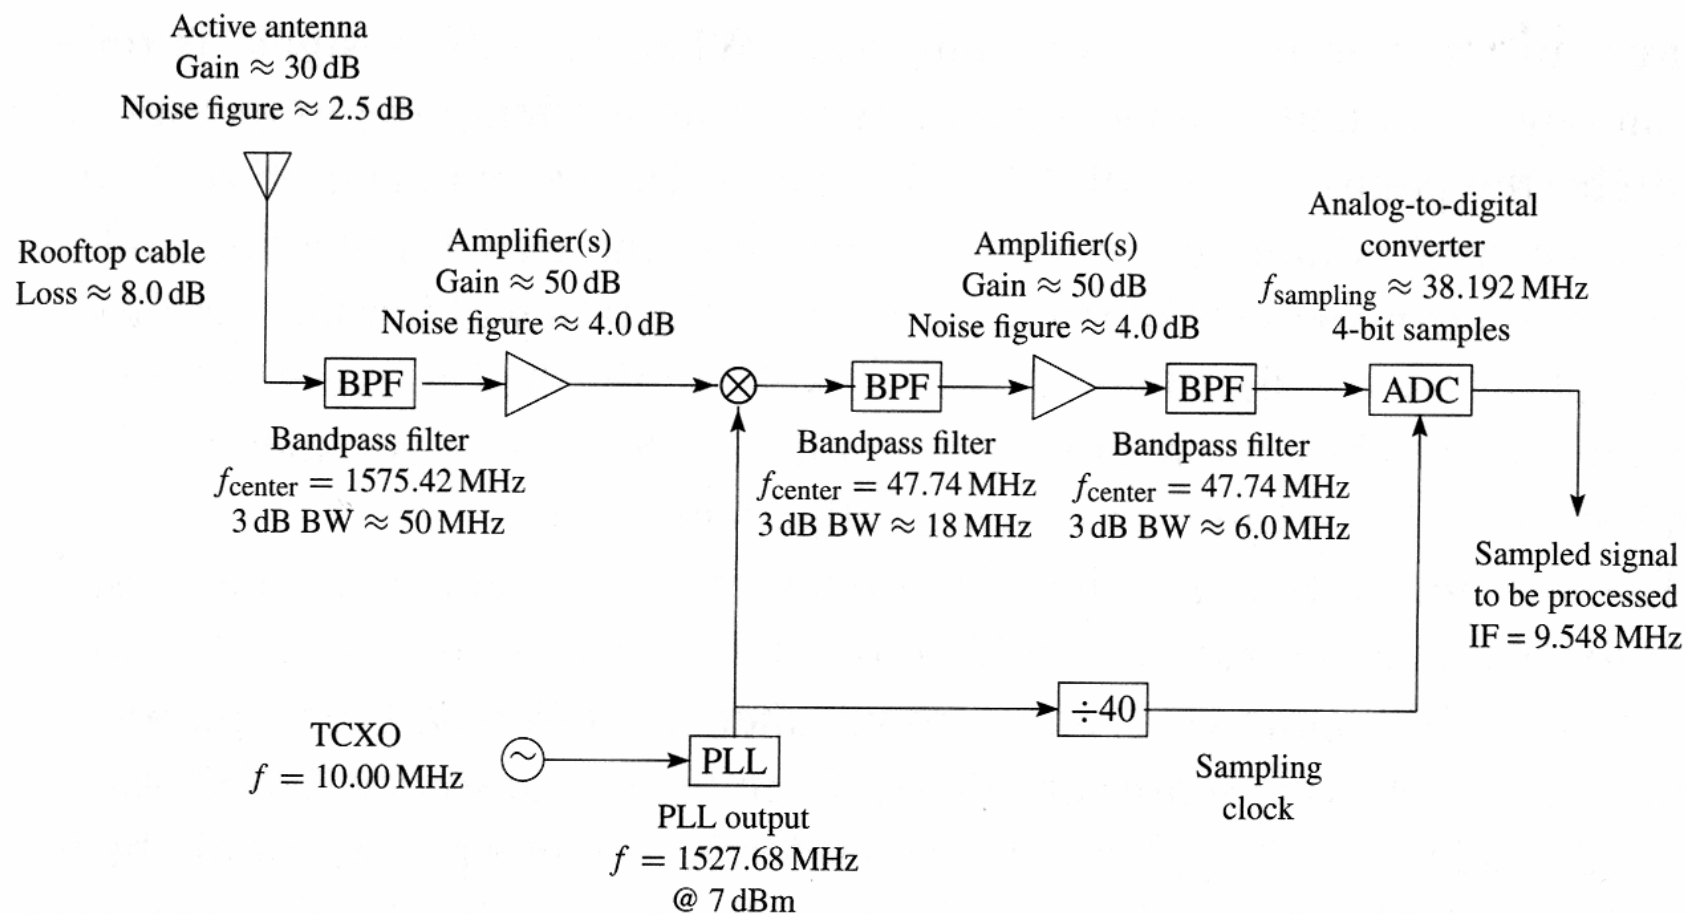 Active antenna
Gain ≈ 30 dB
Noise figure ≈ 2.5 dB
Rooftop cable
Loss ≈ 8.0 dB
Amplifier(s)
Gain ≈ 50 dB
Noise figure ≈ 4.0 dB
Amplifier(s)
Gain ≈ 50 dB
Noise figure ≈ 4.0 dB
Analog-to-digital
converter
fsampling ≈ 38.192 MHz
4-bit samples
BPF
BPF
BPF
ADC
Bandpass filter
fcenter = 1575.42 MHz
3 dB BW ≈ 50 MHz
Bandpass filter
fcenter = 47.74 MHz
3 dB BW ≈ 18 MHz
Bandpass filter
fcenter = 47.74 MHz
3 dB BW ≈ 6.0 MHz
Sampled signal
to be processed
IF = 9.548 MHz
TCXO
f = 10.00 MHz
PLL
÷40
Sampling
clock
PLL output
f = 1527.68 MHz
@ 7 dBm